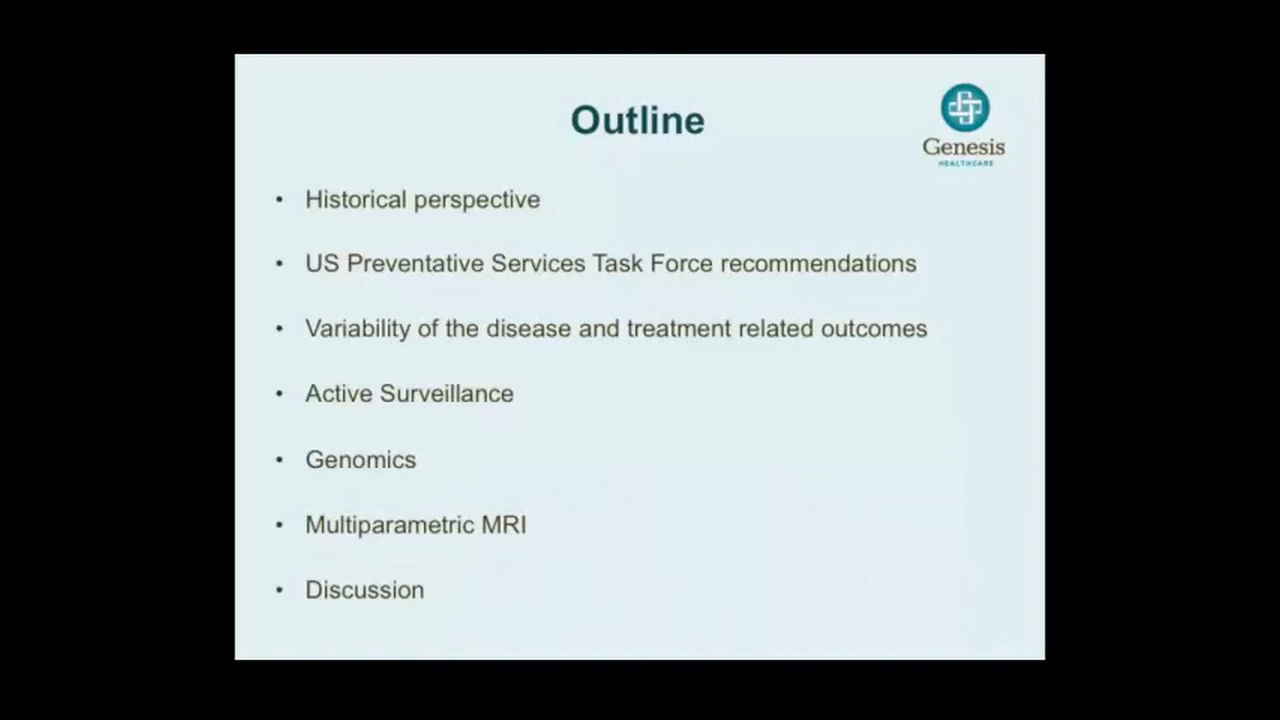 Outline
Genesis
HEALTHCARE
• Historical perspective
• US Preventative Services Task Force recommendations
• Variability of the disease and treatment related outcomes
• Active Surveillance
• Genomics
• Multiparametric MRI
• Discussion